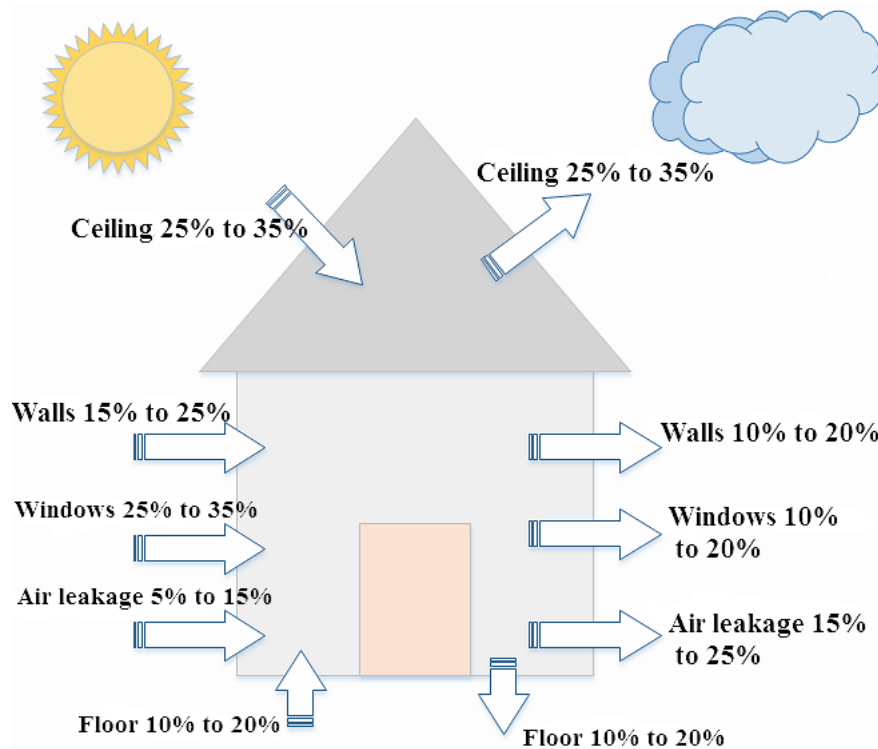 Ceiling 25% to 35%
Ceiling 25% to 35%
Walls 15% to 25%
Walls 10% to 20%
Windows 25% to 35%
Windows 10%
to 20%
Air leakage 5% to 15%
Air leakage 15%
to 25%
Floor 10% to 20%
Floor 10% to 20%